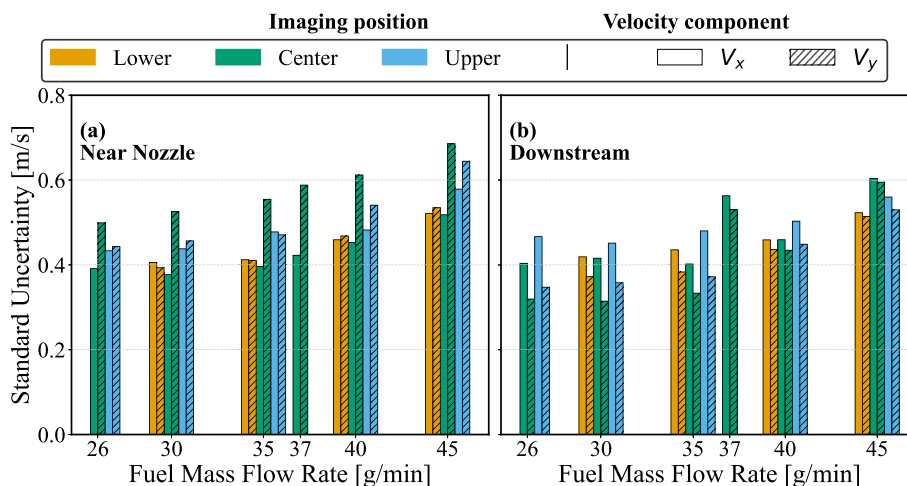 Imaging position Velocity component
Lower Center Upper Vx Vy
Standard Uncertainty [m/s]
0.8
0.6
0.4
0.2
0.0
(a)
Near Nozzle
26 30 35 37 40 45
Fuel Mass Flow Rate [g/min]
(b)
Downstream
26 30 35 37 40 45
Fuel Mass Flow Rate [g/min]